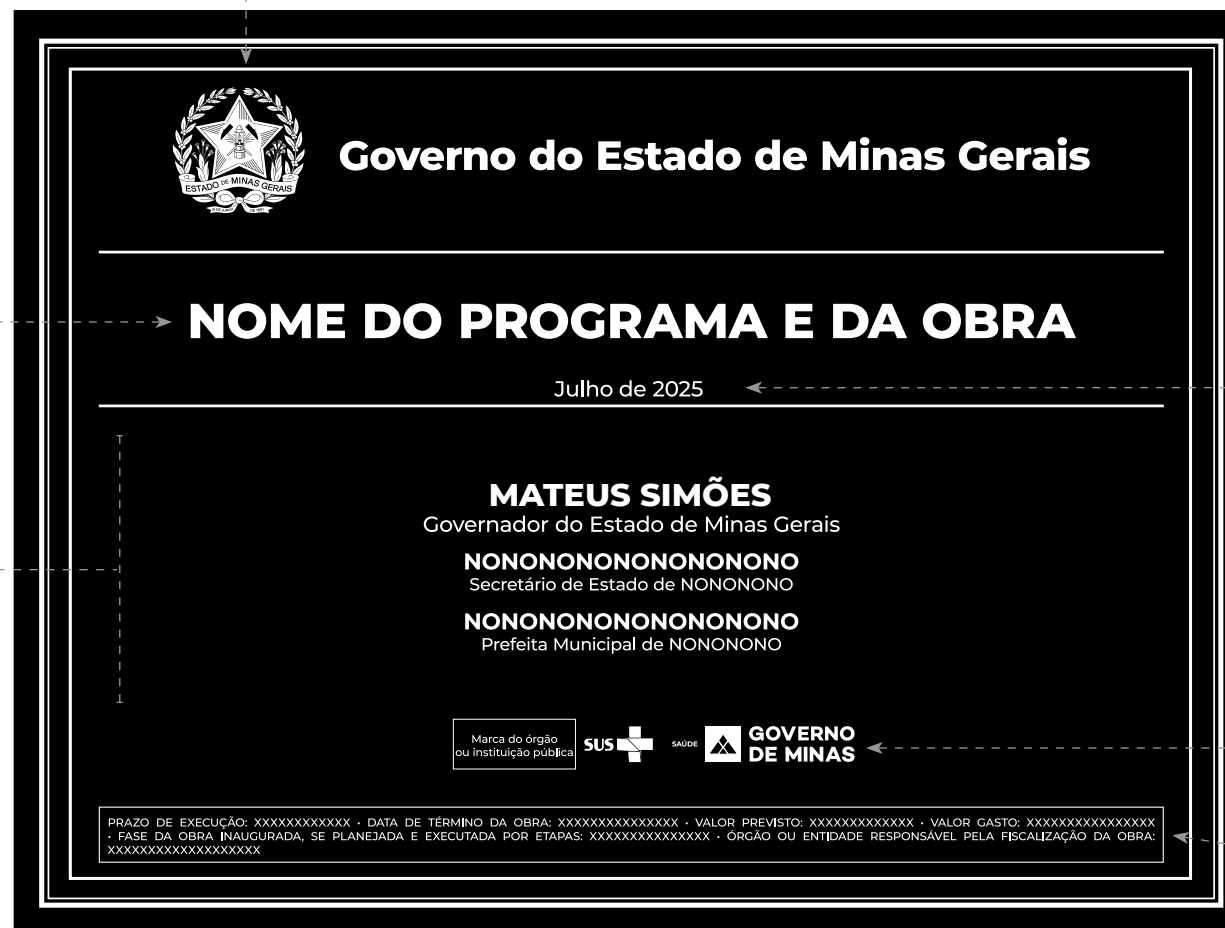 ESTADO DE MINAS GERAIS
Governo do Estado de Minas Gerais
NOME DO PROGRAMA E DA OBRA
Julho de 2025
MATEUS SIMÕES
Governador do Estado de Minas Gerais
NONONONONONONONONO
Secretário de Estado de NONONONO
NONONONONONONONONO
Prefeita Municipal de NONONONO
Marca do órgão
ou instituição pública
SUS
SAÚDE
GOVERNO
DE MINAS
PRAZO DE EXECUÇÃO: XXXXXXXXXXXX • DATA DE TÉRMINO DA OBRA: XXXXXXXXXXXXXXX • VALOR PREVISTO: XXXXXXXXXXXXX • VALOR GASTO: XXXXXXXXXXXXXXXX
• FASE DA OBRA INAUGURADA, SE PLANEJADA E EXECUTADA POR ETAPAS: XXXXXXXXXXXXXXX • ÓRGÃO OU ENTIDADE RESPONSÁVEL PELA FISCALIZAÇÃO DA OBRA:
XXXXXXXXXXXXXXXXXXX